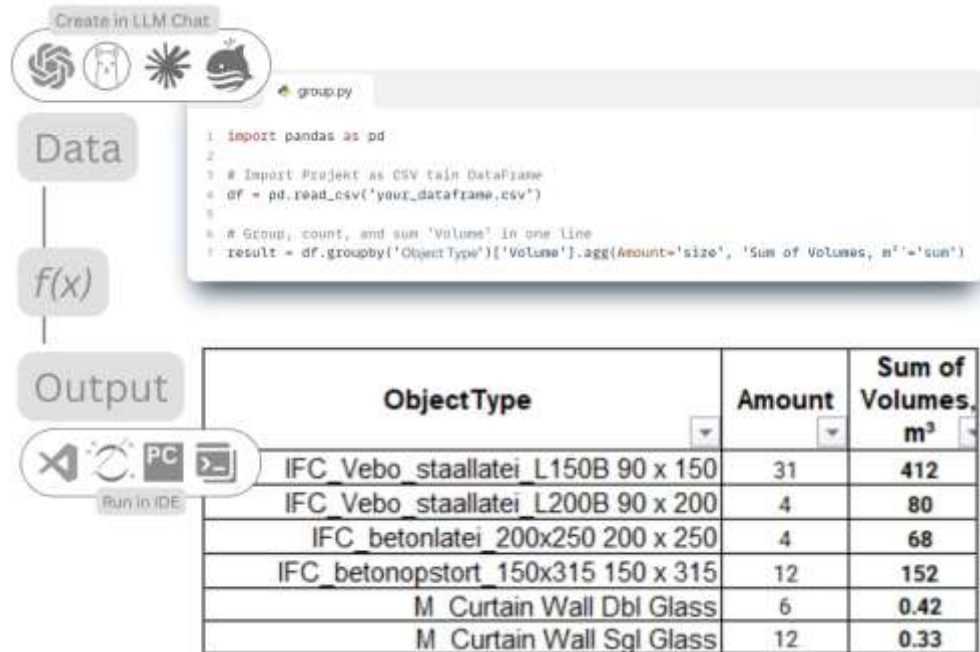 Create in LLM Chat
Data
f(x)
Output
PC
Run in IDE
group.py
1 import pandas as pd
2
3 # Import Projekt as CSV tain DataFrame
4 df = pd.read_csv('your_dataframe.csv')
5
6 # Group, count, and sum 'Volume' in one line
7 result = df.groupby('Object Type')['Volume'].agg(Amount='size', 'Sum of Volumes, m³'='sum')
ObjectType Amount Sum of Volumes, m³
IFC_Vebo_staallatei_L150B 90 x 150 31 412
IFC_Vebo_staallatei_L200B 90 x 200 4 80
IFC_betonlatei_200x250 200 x 250 4 68
IFC_betonopstort_150x315 150 x 315 12 152
M_Curtain Wall Dbl Glass 6 0.42
M_Curtain Wall Sgl Glass 12 0.33